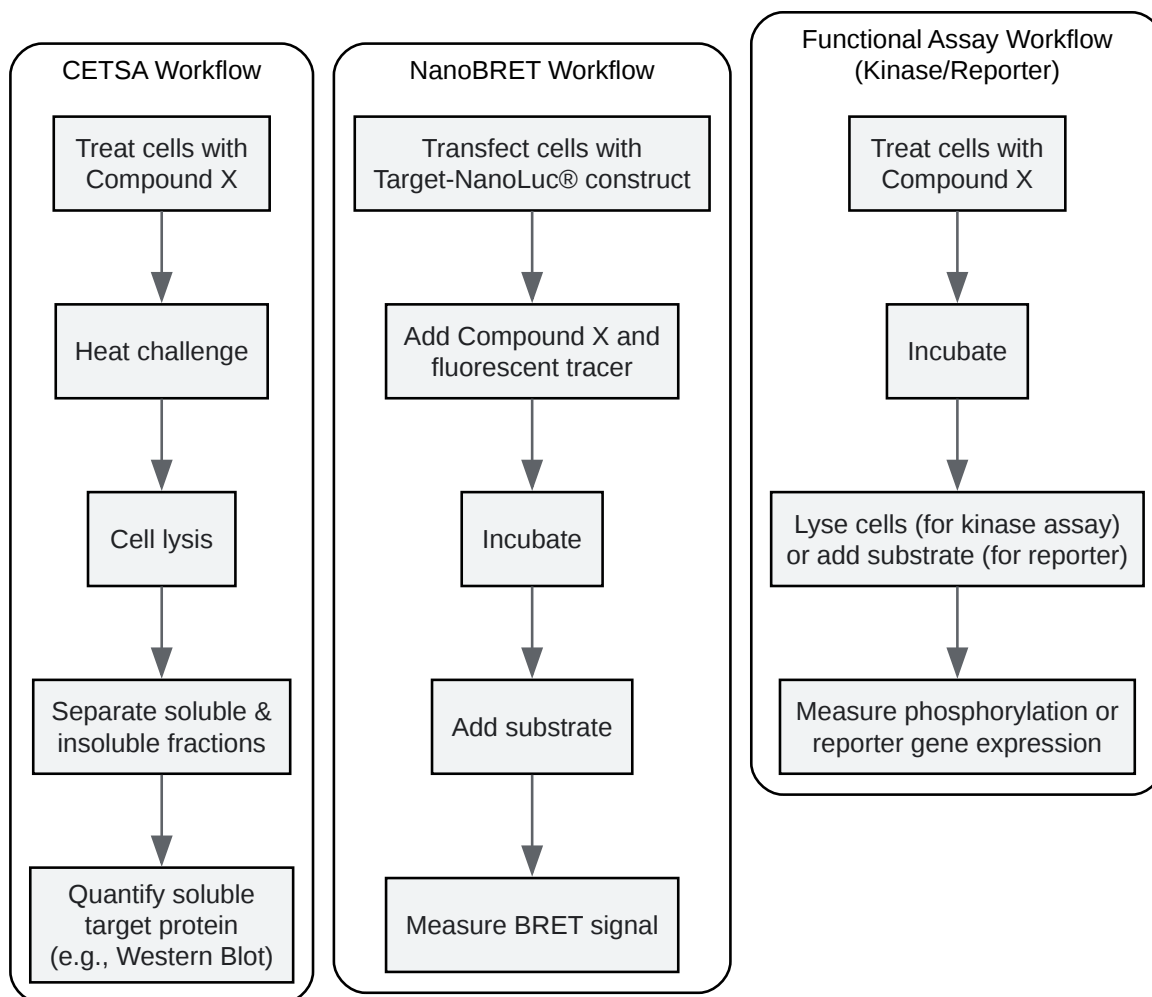 CETSA Workflow
Treat cells with
Compound X
Heat challenge
Cell lysis
Separate soluble &
insoluble fractions
Quantify soluble
target protein
(e.g., Western Blot)
NanoBRET Workflow
Transfect cells with
Target-NanoLuc® construct
Add Compound X and
fluorescent tracer
Incubate
Add substrate
Measure BRET signal
Functional Assay Workflow
(Kinase/Reporter)
Treat cells with
Compound X
Incubate
Lyse cells (for kinase assay)
or add substrate (for reporter)
Measure phosphorylation or
reporter gene expression